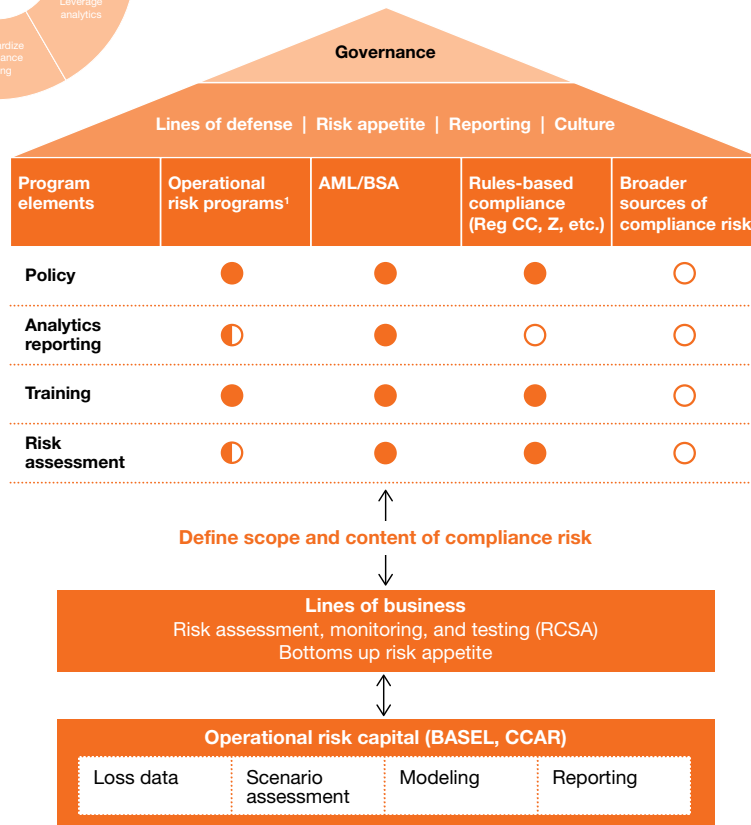 Leverage
analytics
Governance
Lines of defense | Risk appetite | Reporting | Culture
Program
elements
Operational
risk programs¹
AML/BSA
Rules-based
compliance
(Reg CC, Z, etc.)
Broader
sources of
compliance risk
Policy
Analytics
reporting
Training
Risk
assessment
Define scope and content of compliance risk
Lines of business
Risk assessment, monitoring, and testing (RCSA)
Bottoms up risk appetite
Operational risk capital (BASEL, CCAR)
Loss data
Scenario
assessment
Modeling
Reporting